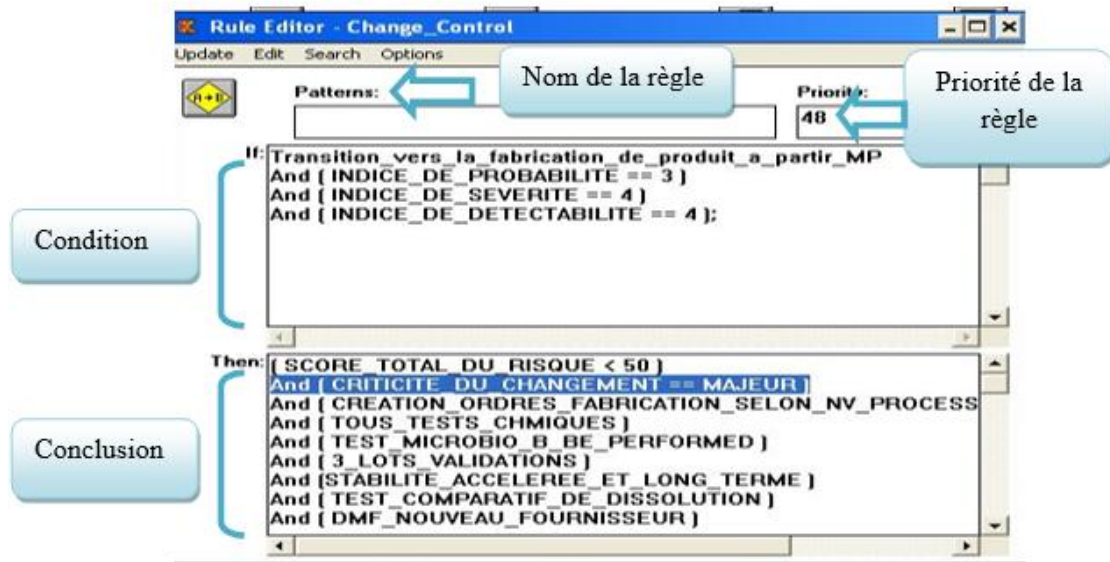 Rule Editor - Change_Control
Update Edit Search Options
Nom de la règle
Priorité de la
règle
Patterns:
Priorité:
48
If:
Transition_vers_la_fabrication_de_produit_a_partir_MP
And ( INDICE_DE_PROBABILITE == 3 )
And ( INDICE_DE_SEVERITE == 4 )
And ( INDICE_DE_DETECTABILITE == 4 );
Condition
Then:
( SCORE_TOTAL_DU_RISQUE < 50 )
And ( CRITICITE_DU_CHANGEMENT == MAJEUR )
And ( CREATION_ORDRES_FABRICATION_SELON_NV_PROCESS
And ( TOUS_TESTS_CHMIQUES )
And ( TEST_MICROBIO_B_BE_PERFORMED )
And ( 3_LOTS_VALIDATIONS )
And (STABILITE_ACCELEREE_ET_LONG_TERME )
And ( TEST_COMPARATIF_DE_DISSOLUTION )
And ( DMF_NOUVEAU_FOURNISSEUR )
Conclusion